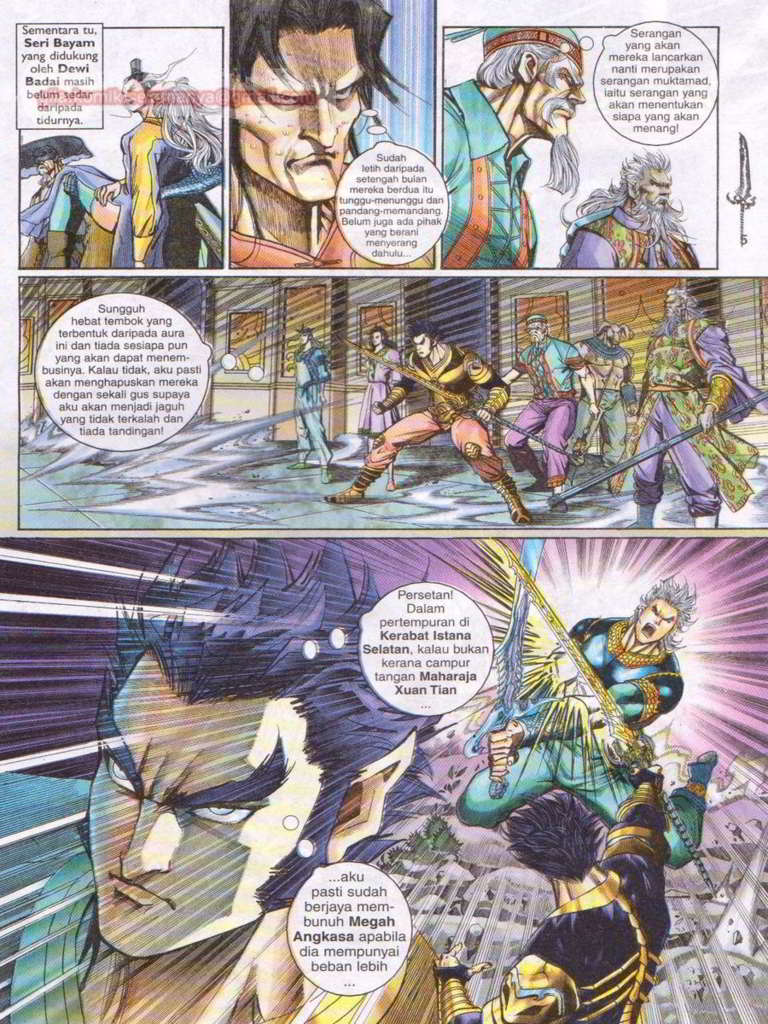 Sementara tu,
Seri Bayam
yang didukung
oleh Dewi
Badai masih
belum sedar
daripada
tidurnya.
Sudah
letih daripada
setengah bulan
mereka berdua itu
tunggu-menunggu dan
pandang-memandang.
Belum juga ada pihak
yang berani
menyerang
dahulu...
Serangan
yang akan
mereka lancarkan
nanti merupakan
serangan muktamad,
iaitu serangan yang
akan menentukan
siapa yang
akan menang!
Sungguh
hebat tembok yang
terbentuk daripada aura
ini dan tiada sesiapa pun
yang akan dapat menem-
businya. Kalau tidak, aku pasti
akan menghapuskan mereka
dengan sekali gus supaya
aku akan menjadi jaguh
yang tidak terkalah dan
tiada tandingan!
Persetan!
Dalam
pertempuran di
Kerabat Istana
Selatan, kalau bukan
kerana campur
tangan Maharaja
Xuan Tian
...
...aku
pasti sudah
berjaya mem-
bunuh Megah
Angkasa apabila
dia mempunyai
beban lebih
...